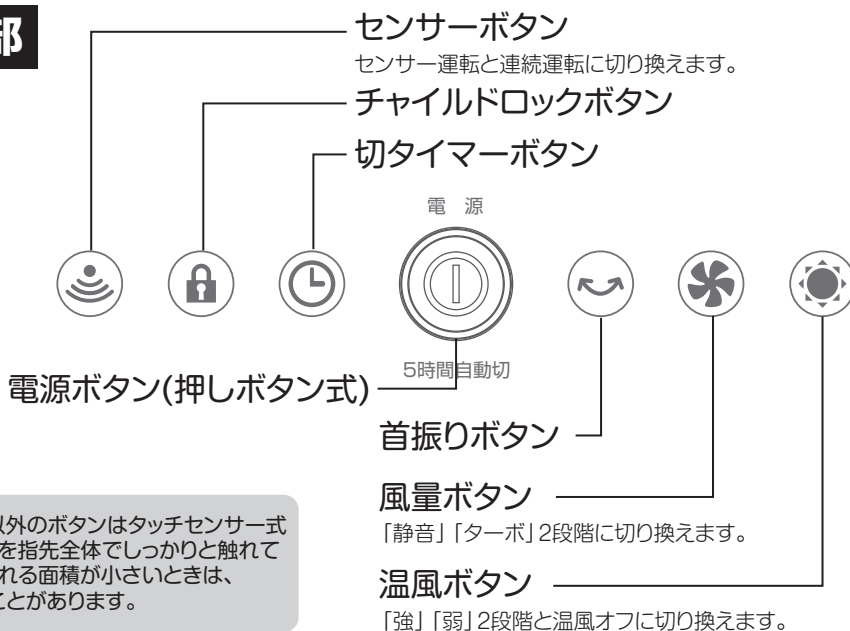 部
センサーボタン
センサー運転と連続運転に切り換えます。
チャイルドロックボタン
切タイマーボタン
電 源
5時間自動切
電源ボタン(押しボタン式)
首振りボタン
風量ボタン
「静音」「ターボ」2段階に切り換えます。
温風ボタン
「強」「弱」2段階と温風オフに切り換えます。
以外のボタンはタッチセンサー式
を指先全体でしっかりと触れて
れる面積が小さいときは、
ことがあります。